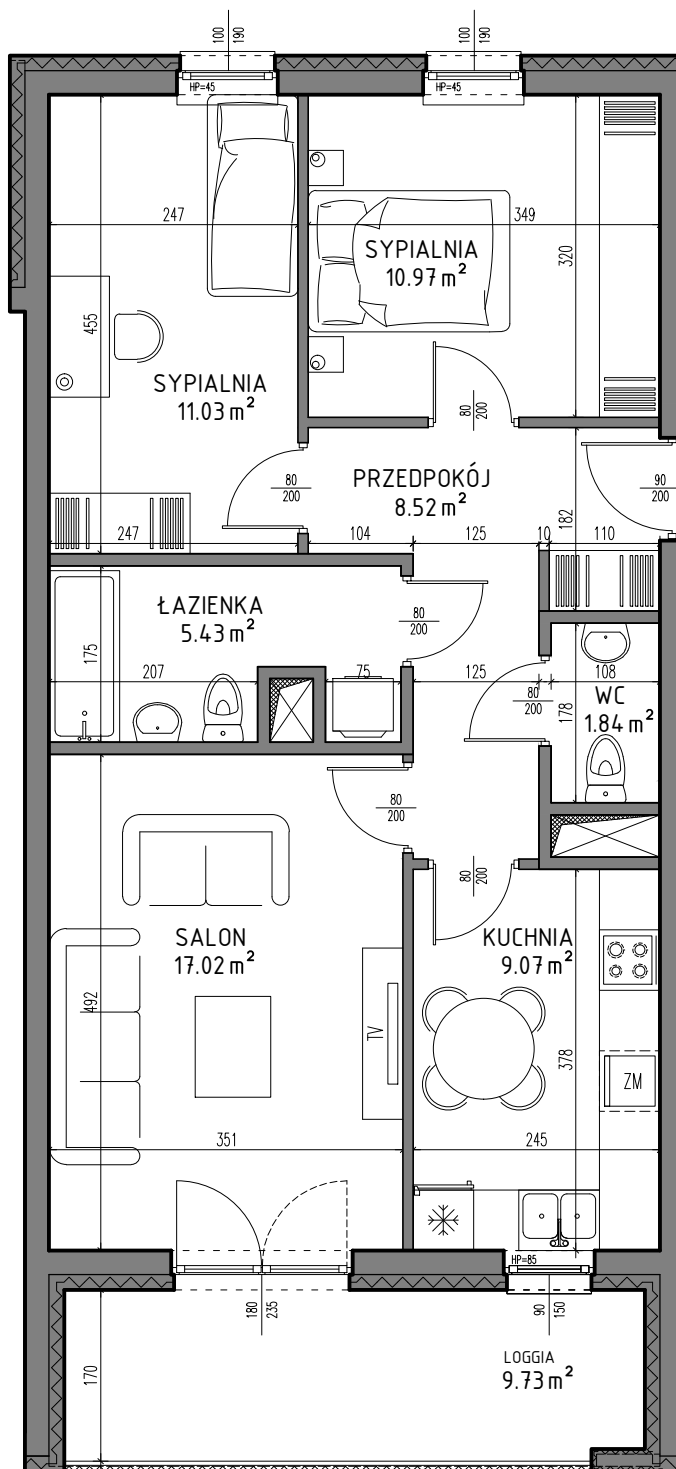 100
190
100
190
HP=45
HP=45
247
349
SYPIALNIA
10.97 m²
320
455
SYPIALNIA
11.03 m²
80
200
PRZEDPOKÓJ
8.52 m²
80
200
90
200
182
247
104
125
10
110
ŁAZIENKA
5.43 m²
80
200
175
207
75
125
80
200
108
WC
1.84 m²
178
80
200
80
200
SALON
17.02 m²
KUCHNIA
9.07 m²
492
TV
378
ZM
351
245
HP=85
180
235
90
150
170
LOGGIA
9.73 m²